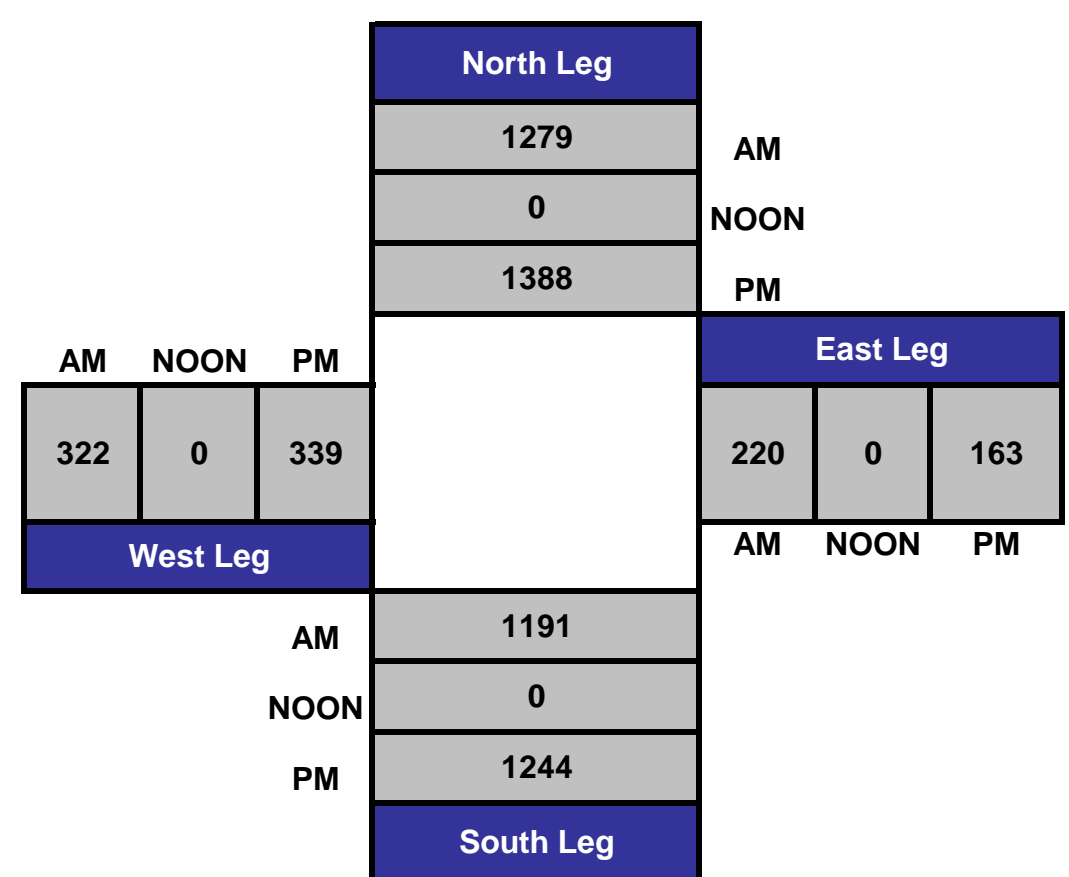 North Leg
1279
AM
0
NOON
1388
PM
East Leg
AM NOON PM
322 0 339
220 0 163
AM NOON PM
West Leg
1191
AM
0
NOON
1244
PM
South Leg